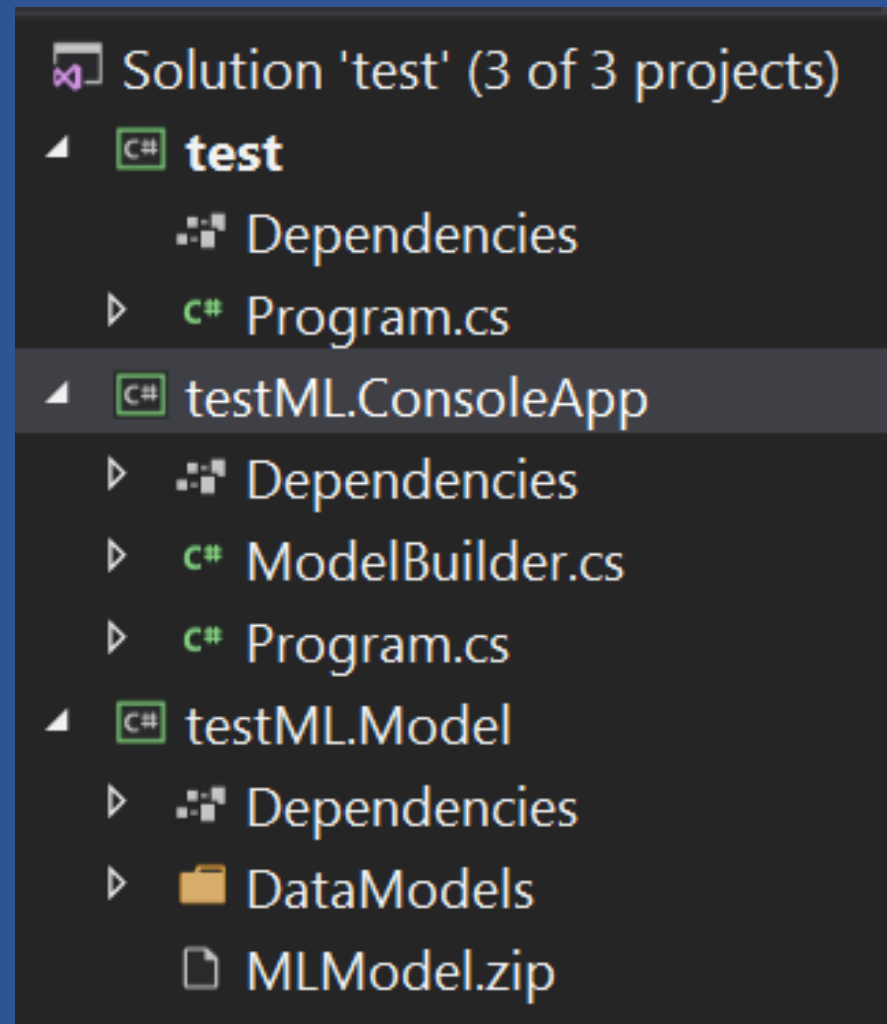 Solution 'test' (3 of 3 projects)
C# test
Dependencies
C# Program.cs
C# testML.ConsoleApp
Dependencies
C# ModelBuilder.cs
C# Program.cs
C# testML.Model
Dependencies
DataModels
MLModel.zip